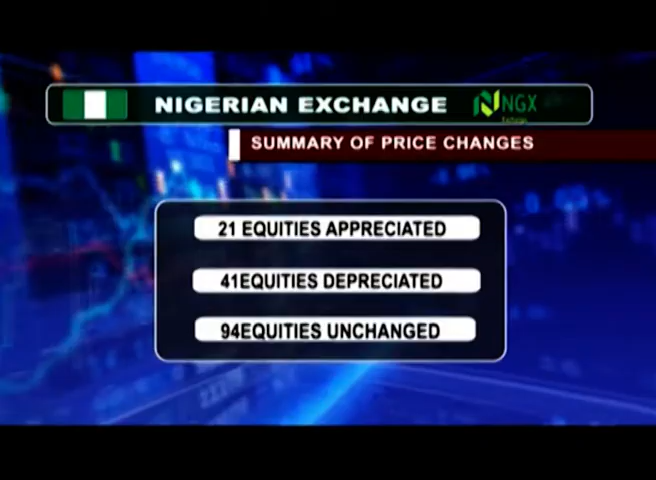 NIGERIAN EXCHANGE
NGX
SUMMARY OF PRICE CHANGES
21 EQUITIES APPRECIATED
41EQUITIES DEPRECIATED
94EQUITIES UNCHANGED